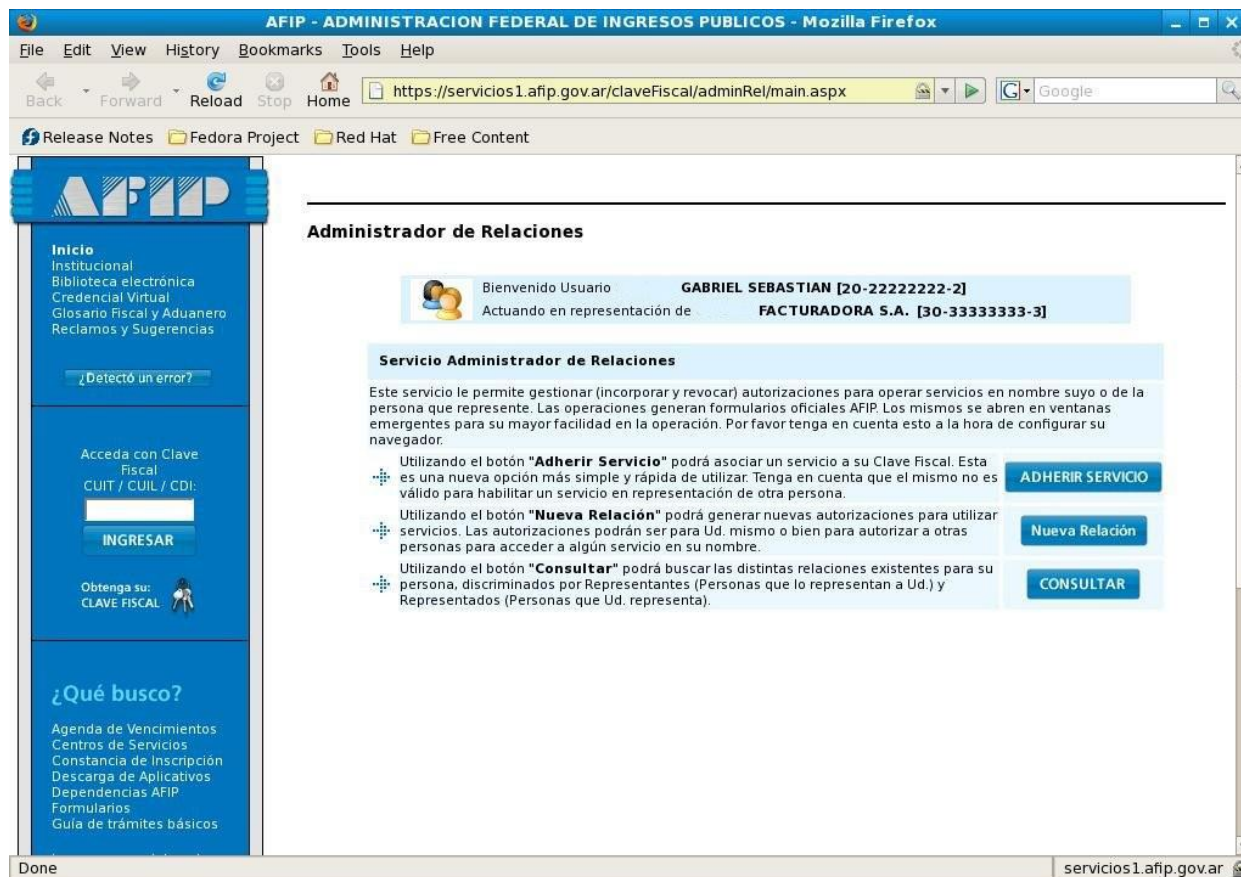 AFIP - ADMINISTRACION FEDERAL DE INGRESOS PUBLICOS - Mozilla Firefox
File Edit View History Bookmarks Tools Help
Back Forward Reload Stop Home https://servicios1.afip.gov.ar/claveFiscal/adminRel/main.aspx G Google
Release Notes Fedora Project Red Hat Free Content
AFIP
Inicio
Institucional
Biblioteca electrónica
Credencial Virtual
Glosario Fiscal y Aduanero
Reclamos y Sugerencias
¿Detectó un error?
Acceda con Clave
Fiscal
CUIT / CUIL / CDI:
INGRESAR
Obtenga su:
CLAVE FISCAL
¿Qué busco?
Agenda de Vencimientos
Centros de Servicios
Constancia de Inscripción
Descarga de Aplicativos
Dependencias AFIP
Formularios
Guía de trámites básicos
Administrador de Relaciones
Bienvenido Usuario GABRIEL SEBASTIAN [20-22222222-2]
Actuando en representación de FACTURADORA S.A. [30-33333333-3]
Servicio Administrador de Relaciones
Este servicio le permite gestionar (incorporar y revocar) autorizaciones para operar servicios en nombre suyo o de la
persona que represente. Las operaciones generan formularios oficiales AFIP. Los mismos se abren en ventanas
emergentes para su mayor facilidad en la operación. Por favor tenga en cuenta esto a la hora de configurar su
navegador.
Utilizando el botón "Adherir Servicio" podrá asociar un servicio a su Clave Fiscal. Esta
es una nueva opción más simple y rápida de utilizar. Tenga en cuenta que el mismo no es
válido para habilitar un servicio en representación de otra persona.
ADHERIR SERVICIO
Utilizando el botón "Nueva Relación" podrá generar nuevas autorizaciones para utilizar
servicios. Las autorizaciones podrán ser para Ud. mismo o bien para autorizar a otras
personas para acceder a algún servicio en su nombre.
Nueva Relación
Utilizando el botón "Consultar" podrá buscar las distintas relaciones existentes para su
persona, discriminados por Representantes (Personas que lo representan a Ud.) y
Representados (Personas que Ud. representa).
CONSULTAR
Done servicios1.afip.gov.ar